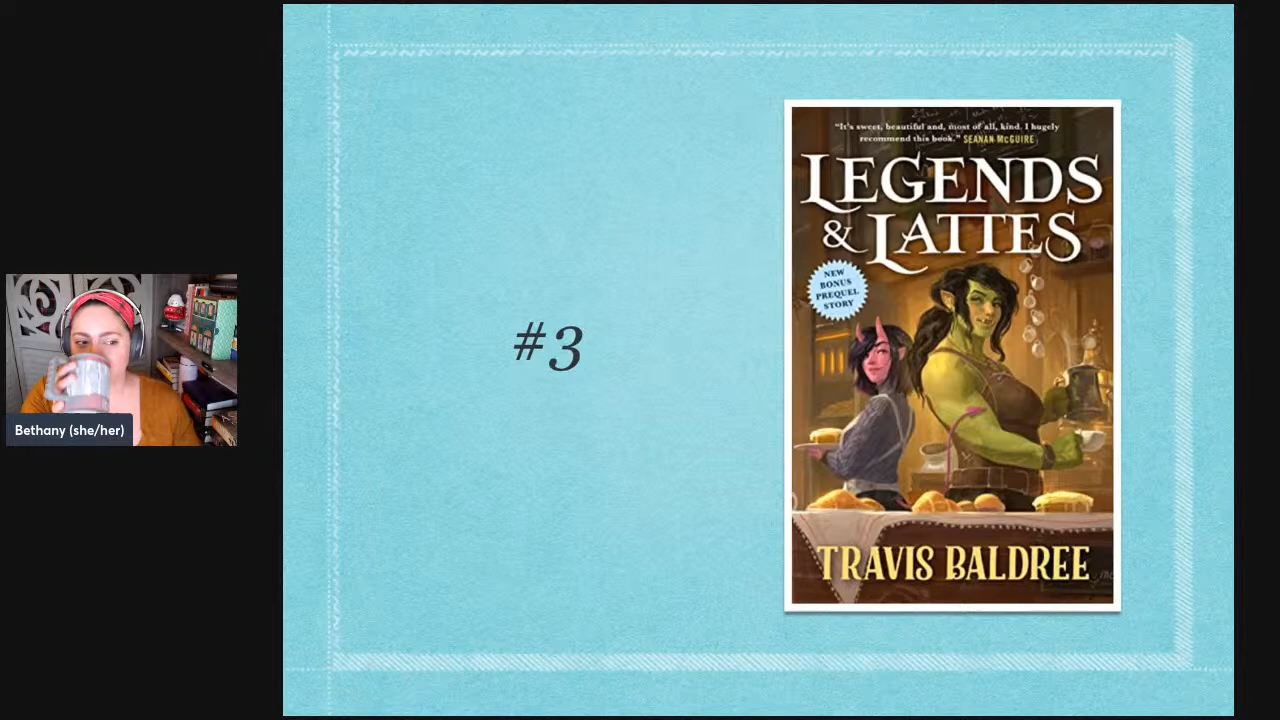 Bethany (she/her)
#3
“It's sweet, beautiful and, most of all, kind. I hugely
recommend this book.” SEANAN McGUIRE
LEGENDS
& LATTES
NEW
BONUS
PREQUEL
STORY
TRAVIS BALDREE